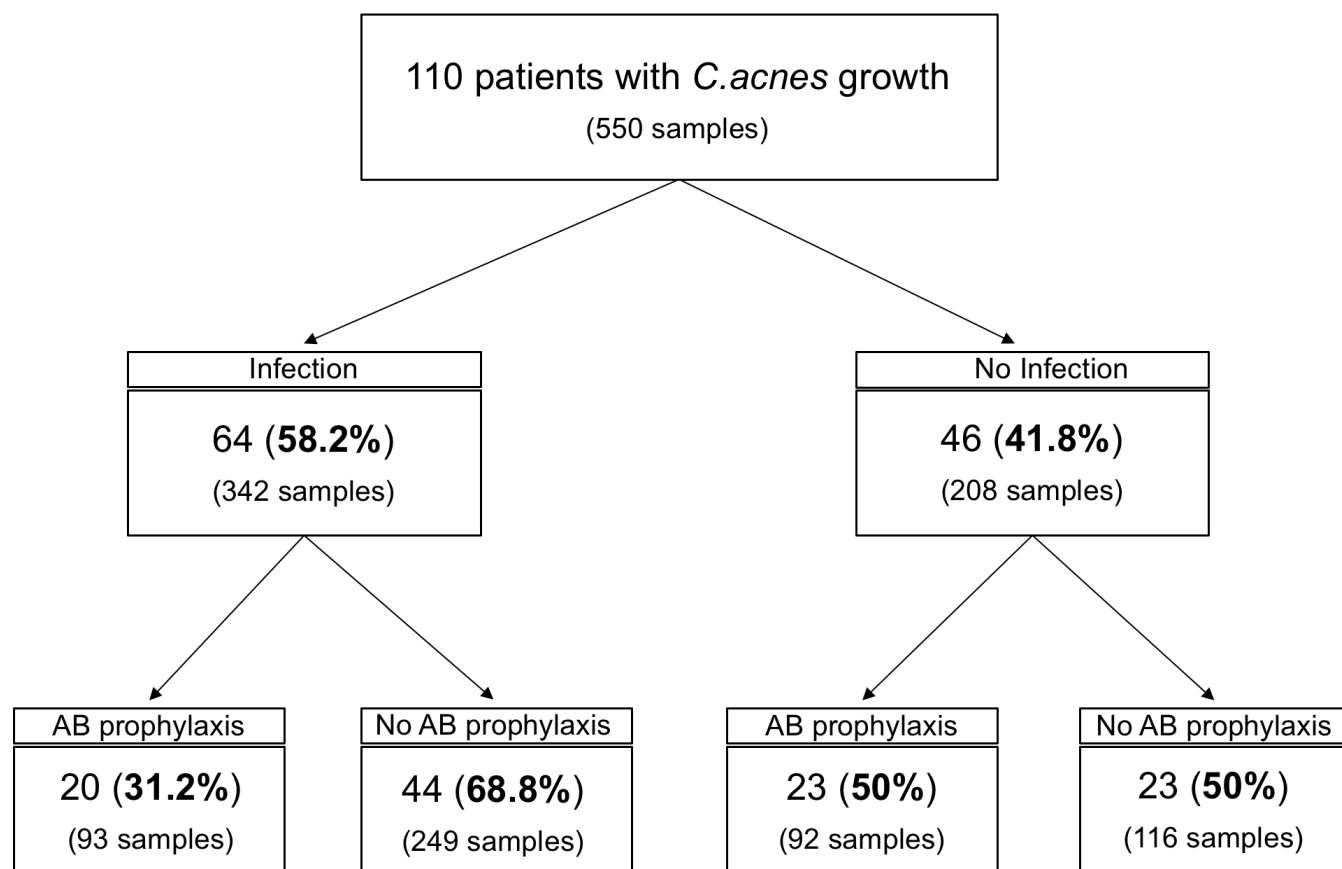 110 patients with C.acnes growth
(550 samples)
Infection
64 (58.2%)
(342 samples)
No Infection
46 (41.8%)
(208 samples)
AB prophylaxis
20 (31.2%)
(93 samples)
No AB prophylaxis
44 (68.8%)
(249 samples)
AB prophylaxis
23 (50%)
(92 samples)
No AB prophylaxis
23 (50%)
(116 samples)